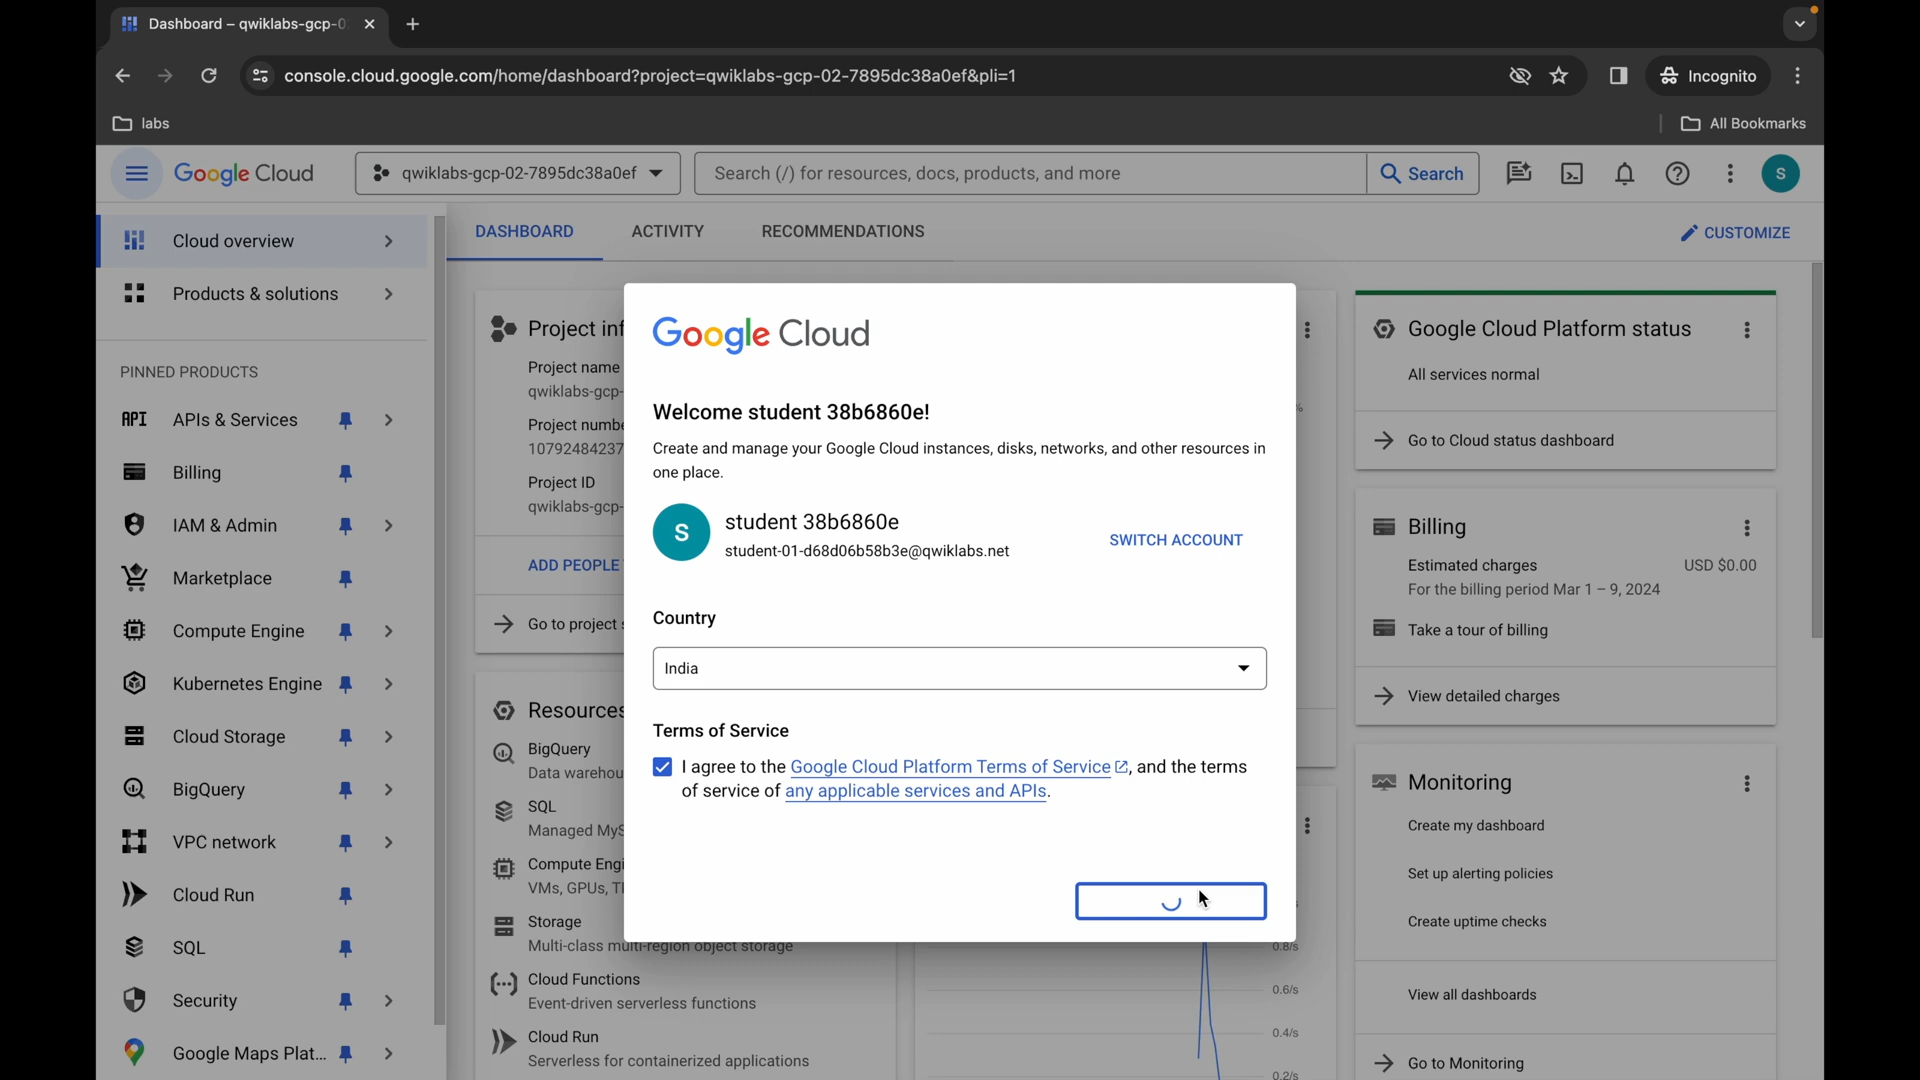 Dashboard – qwiklabs-gcp-0
console.cloud.google.com/home/dashboard?project=qwiklabs-gcp-02-7895dc38a0ef&pli=1
Incognito
labs
All Bookmarks
Google Cloud
qwiklabs-gcp-02-7895dc38a0ef
Search (/) for resources, docs, products, and more
Search
S
Cloud overview
Products & solutions
PINNED PRODUCTS
API APIs & Services
Billing
IAM & Admin
Marketplace
Compute Engine
Kubernetes Engine
Cloud Storage
BigQuery
VPC network
Cloud Run
SQL
Security
Google Maps Plat...
DASHBOARD
ACTIVITY
RECOMMENDATIONS
CUSTOMIZE
Project inf
Project name
qwiklabs-gcp-
Project numbe
10792484237
Project ID
qwiklabs-gcp-
ADD PEOPLE
Go to project s
Resources
BigQuery
Data warehou
SQL
Managed MyS
Compute Engi
VMs, GPUs, T
Storage
Multi-class multi-region object storage
Cloud Functions
Event-driven serverless functions
Cloud Run
Serverless for containerized applications
Google Cloud
Welcome student 38b6860e!
Create and manage your Google Cloud instances, disks, networks, and other resources in
one place.
S
student 38b6860e
student-01-d68d06b58b3e@qwiklabs.net
SWITCH ACCOUNT
Country
India
Terms of Service
I agree to the Google Cloud Platform Terms of Service, and the terms
of service of any applicable services and APIs.
%
0.8/s
0.6/s
0.4/s
0.2/s
Google Cloud Platform status
All services normal
Go to Cloud status dashboard
Billing
Estimated charges
USD $0.00
For the billing period Mar 1 – 9, 2024
Take a tour of billing
View detailed charges
Monitoring
Create my dashboard
Set up alerting policies
Create uptime checks
View all dashboards
Go to Monitoring